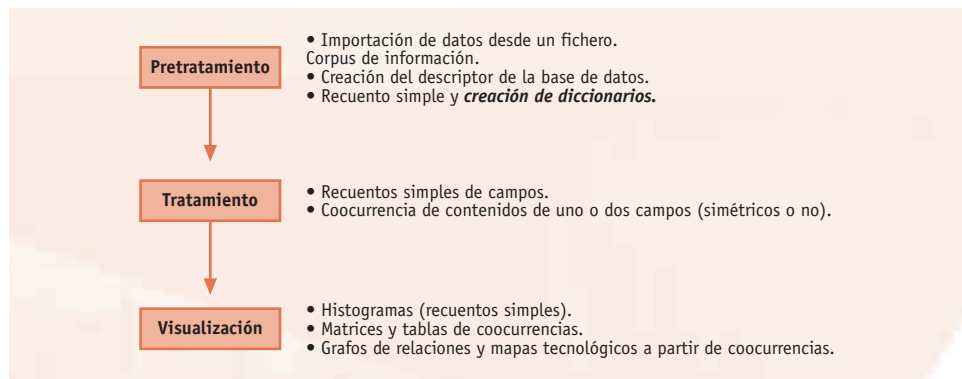 Pretratamiento
• Importación de datos desde un fichero.
Corpus de información.
• Creación del descriptor de la base de datos.
• Recuento simple y creación de diccionarios.
Tratamiento
• Recuentos simples de campos.
• Coocurrencia de contenidos de uno o dos campos (simétricos o no).
Visualización
• Histogramas (recuentos simples).
• Matrices y tablas de coocurrencias.
• Grafos de relaciones y mapas tecnológicos a partir de coocurrencias.